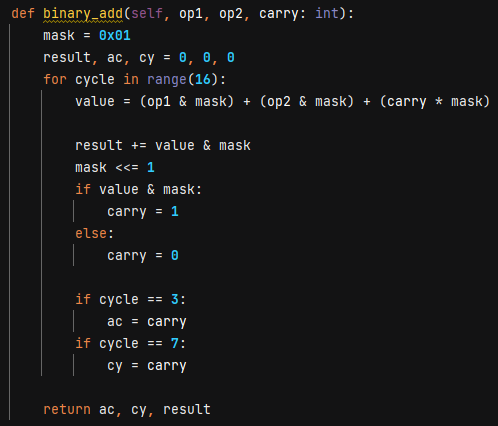 def binary_add(self, op1, op2, carry: int):
    mask = 0x01
    result, ac, cy = 0, 0, 0
    for cycle in range(16):
        value = (op1 & mask) + (op2 & mask) + (carry * mask)

        result += value & mask
        mask <<= 1
        if value & mask:
            carry = 1
        else:
            carry = 0

        if cycle == 3:
            ac = carry
        if cycle == 7:
            cy = carry

    return ac, cy, result